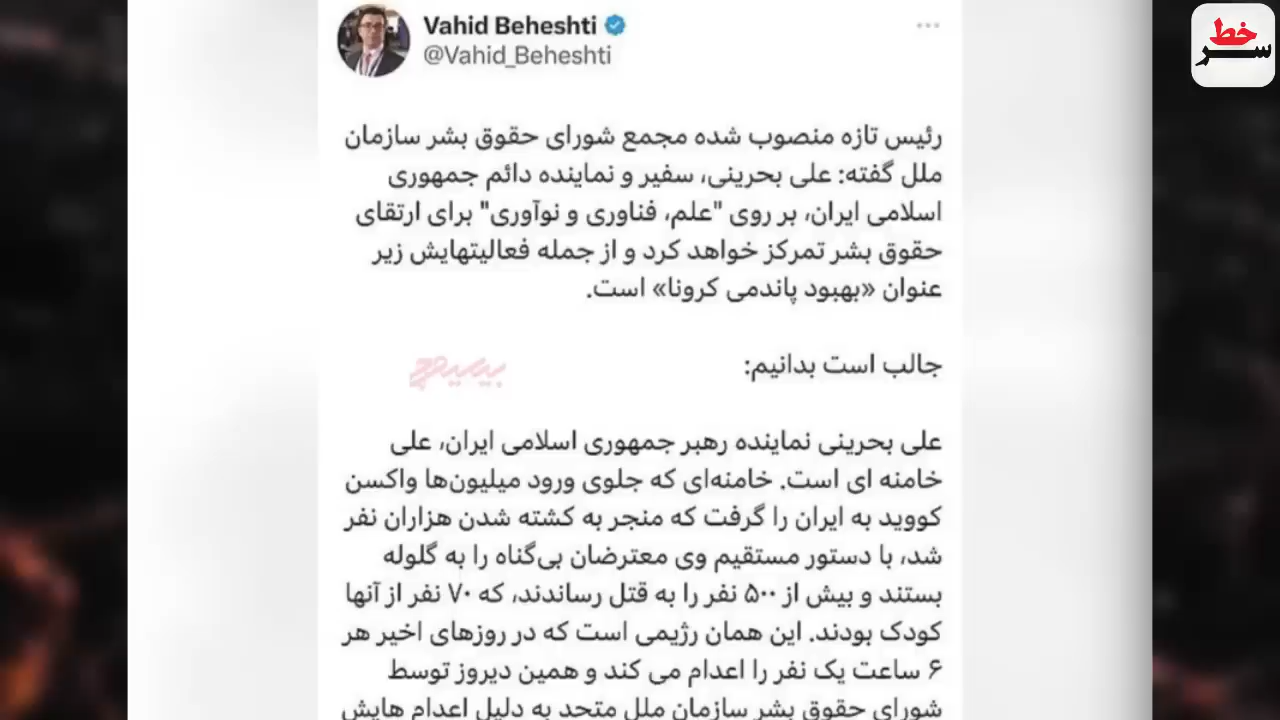 Vahid Beheshti
@Vahid_Beheshti
خط
سر
رئیس تازه منصوب شده مجمع شورای حقوق بشر سازمان
ملل گفته: علی بحرینی، سفیر و نماینده دائم جمهوری
اسلامی ایران، بر روی "علم، فناوری و نوآوری" برای ارتقای
حقوق بشر تمرکز خواهد کرد و از جمله فعالیتهایش زیر
عنوان «بهبود پاندمی کرونا» است.
جالب است بدانیم:
علی بحرینی نماینده رهبر جمهوری اسلامی ایران، علی
خامنه ای است. خامنه‌ای که جلوی ورود میلیون‌ها واکسن
کووید به ایران را گرفت که منجر به کشته شدن هزاران نفر
شد، با دستور مستقیم وی معترضان بی‌گناه را به گلوله
بستند و بیش از ۵۰۰ نفر را به قتل رساندند، که ۷۰ نفر از آنها
کودک بودند. این همان رژیمی است که در روزهای اخیر هر
۶ ساعت یک نفر را اعدام می کند و همین دیروز توسط
شورای حقوق بشر سازمان ملل متحد به دلیل اعدام هایش